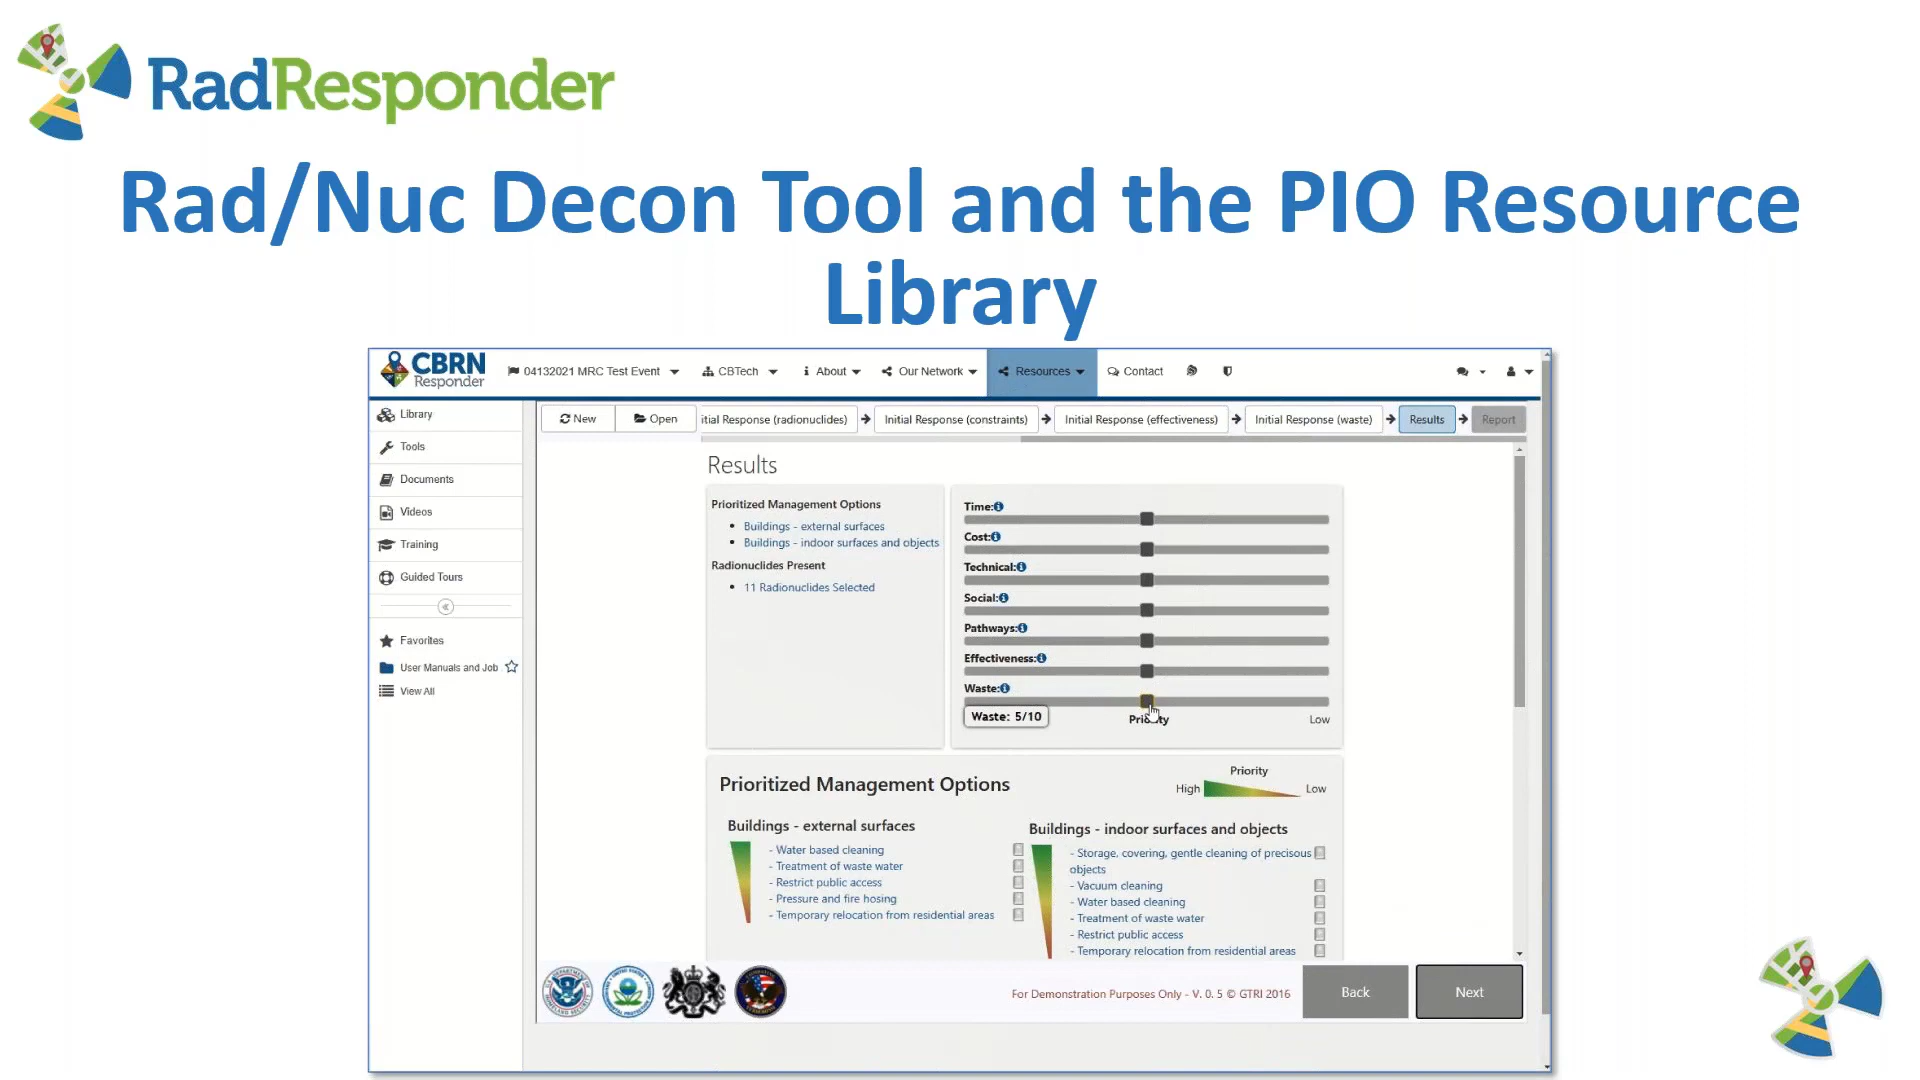 RadResponder
Rad/Nuc Decon Tool and the PIO Resource
Library
CBRN
Responder
04132021 MRC Test Event
CBTech
About
Our Network
Resources
Contact
Library
Tools
Documents
Videos
Training
Guided Tours
Favorites
User Manuals and Job
View All
New
Open
itial Response (radionuclides)
Initial Response (constraints)
Initial Response (effectiveness)
Initial Response (waste)
Results
Report
Results
Prioritized Management Options
Buildings - external surfaces
Buildings - indoor surfaces and objects
Radionuclides Present
11 Radionuclides Selected
Time:
Cost:
Technical:
Social:
Pathways:
Effectiveness:
Waste:
Waste: 5/10
Priority
Low
Prioritized Management Options
Priority
High
Low
Buildings - external surfaces
- Water based cleaning
- Treatment of waste water
- Restrict public access
- Pressure and fire hosing
- Temporary relocation from residential areas
Buildings - indoor surfaces and objects
- Storage, covering, gentle cleaning of precisous
objects
- Vacuum cleaning
- Water based cleaning
- Treatment of waste water
- Restrict public access
- Temporary relocation from residential areas
For Demonstration Purposes Only - V. 0. 5 © GTRI 2016
Back
Next